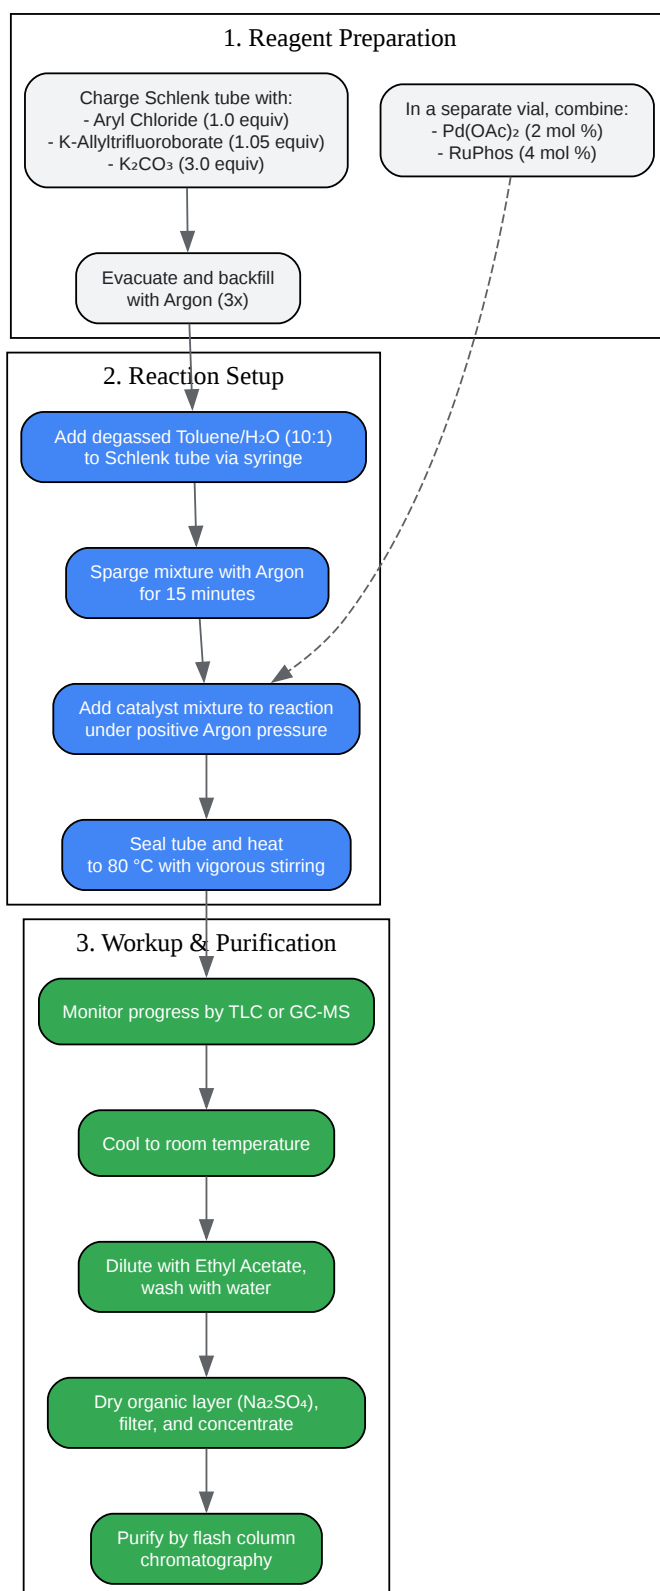 1. Reagent Preparation
Charge Schlenk tube with:
- Aryl Chloride (1.0 equiv)
- K-Allyltrifluoroborate (1.05 equiv)
- K₂CO₃ (3.0 equiv)
In a separate vial, combine:
- Pd(OAc)₂ (2 mol %)
- RuPhos (4 mol %)
Evacuate and backfill
with Argon (3x)
2. Reaction Setup
Add degassed Toluene/H₂O (10:1)
to Schlenk tube via syringe
Sparge mixture with Argon
for 15 minutes
Add catalyst mixture to reaction
under positive Argon pressure
Seal tube and heat
to 80 °C with vigorous stirring
3. Workup & Purification
Monitor progress by TLC or GC-MS
Cool to room temperature
Dilute with Ethyl Acetate,
wash with water
Dry organic layer (Na₂SO₄),
filter, and concentrate
Purify by flash column
chromatography